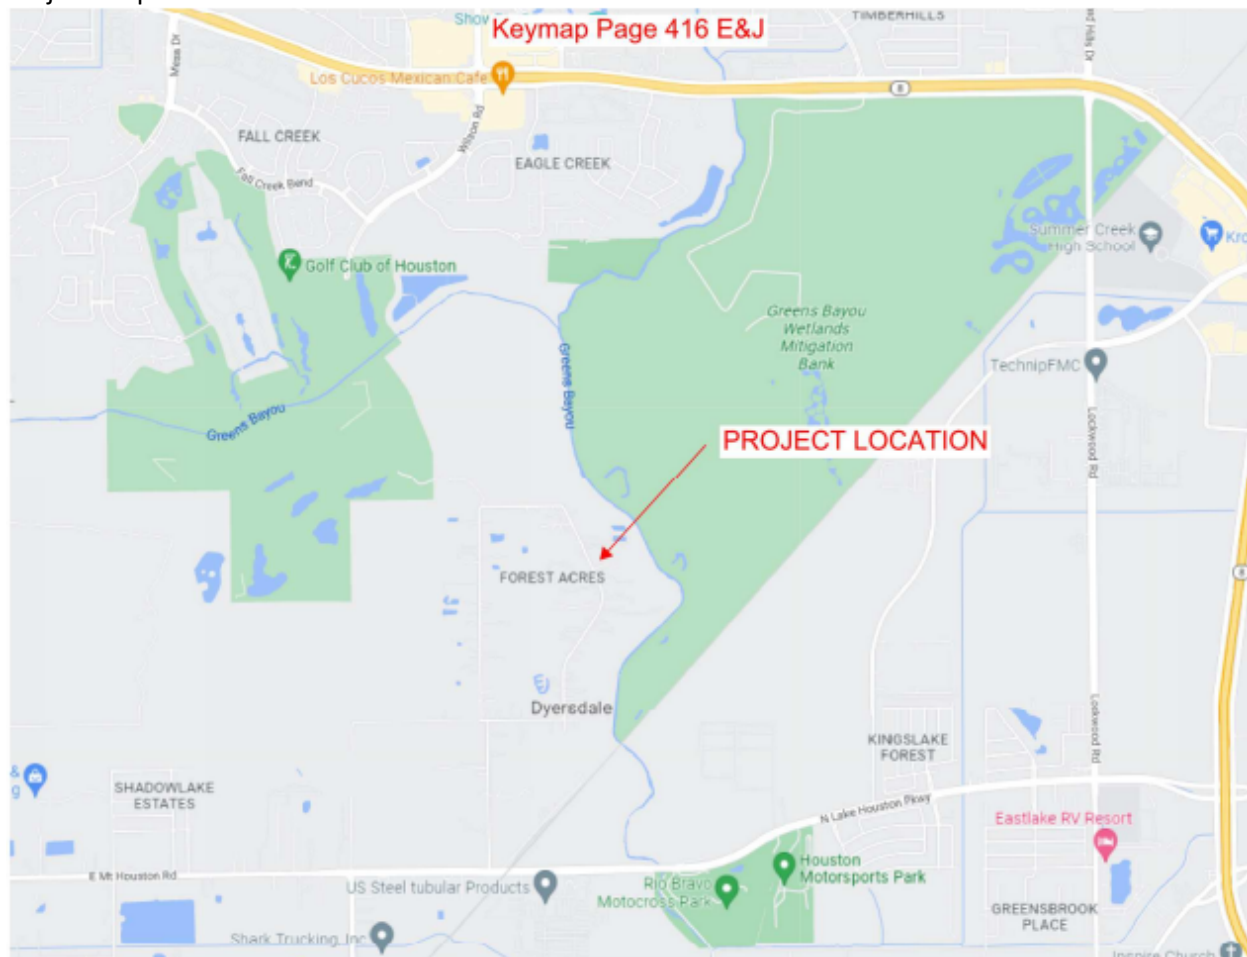 Keymap Page 416 E&J
TIMBERHILLS
Mesa Dr
Los Cucos Mexican Cafe
8
Wilson Rd
FALL CREEK
EAGLE CREEK
Fall Creek Bend
Summer Creek
High School
Golf Club of Houston
Greens Bayou
Wetlands
Mitigation
Bank
Greens Bayou
TechnipFMC
Greens Bayou
PROJECT LOCATION
Lockwood Rd
FOREST ACRES
8
Dyersdale
Lockwood Rd
KINGSLAKE
FOREST
SHADOWLAKE
ESTATES
N Lake Houston Pkwy
Eastlake RV Resort
E Mt Houston Rd
US Steel tubular Products
Houston
Motorsports Park
Rio Bravo
Motocross Park
GREENSBROOK
PLACE
Shark Trucking, Inc
Inspire Church